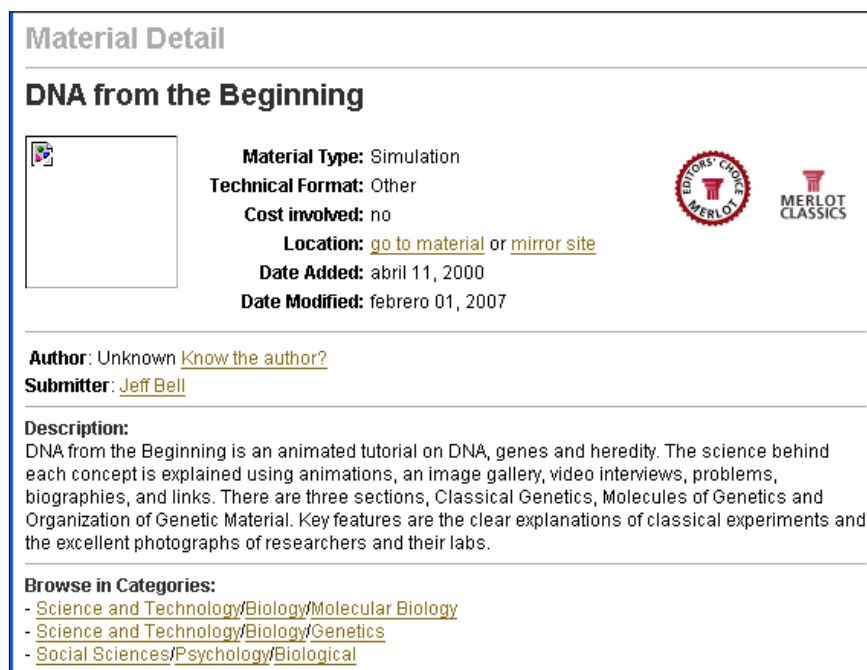 Material Detail
DNA from the Beginning
Material Type: Simulation
Technical Format: Other
Cost involved: no
Location: go to material or mirror site
Date Added: abril 11, 2000
Date Modified: febrero 01, 2007
EDITORS' CHOICE
MERLOT
MERLOT
CLASSICS
Author: Unknown Know the author?
Submitter: Jeff Bell
Description:
DNA from the Beginning is an animated tutorial on DNA, genes and heredity. The science behind
each concept is explained using animations, an image gallery, video interviews, problems,
biographies, and links. There are three sections, Classical Genetics, Molecules of Genetics and
Organization of Genetic Material. Key features are the clear explanations of classical experiments and
the excellent photographs of researchers and their labs.
Browse in Categories:
- Science and Technology/Biology/Molecular Biology
- Science and Technology/Biology/Genetics
- Social Sciences/Psychology/Biological